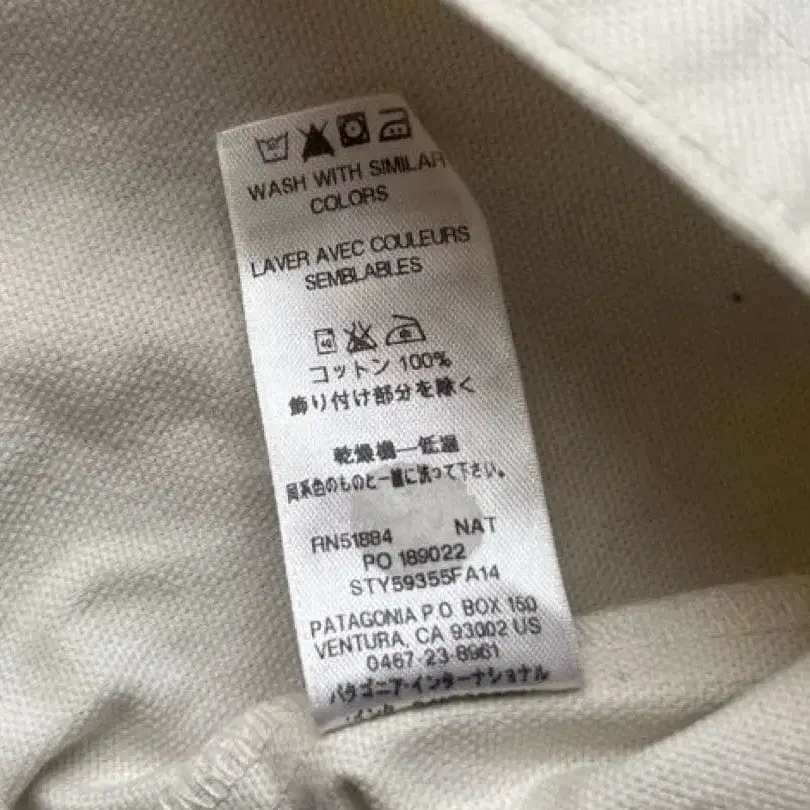 WASH WITH SIMILAR
COLORS
LAVER AVEC COULEURS
SEMBLABLES
40
コットン 100%
飾り付け部分を除く
乾燥機—低温
同系色のものと一緒に洗って下さい。
RN51884 NAT
PO 189022
STY59355FA14
PATAGONIA P.O. BOX 150
VENTURA, CA 93002 US
0467-23-8961
パタゴニア・インターナショナル